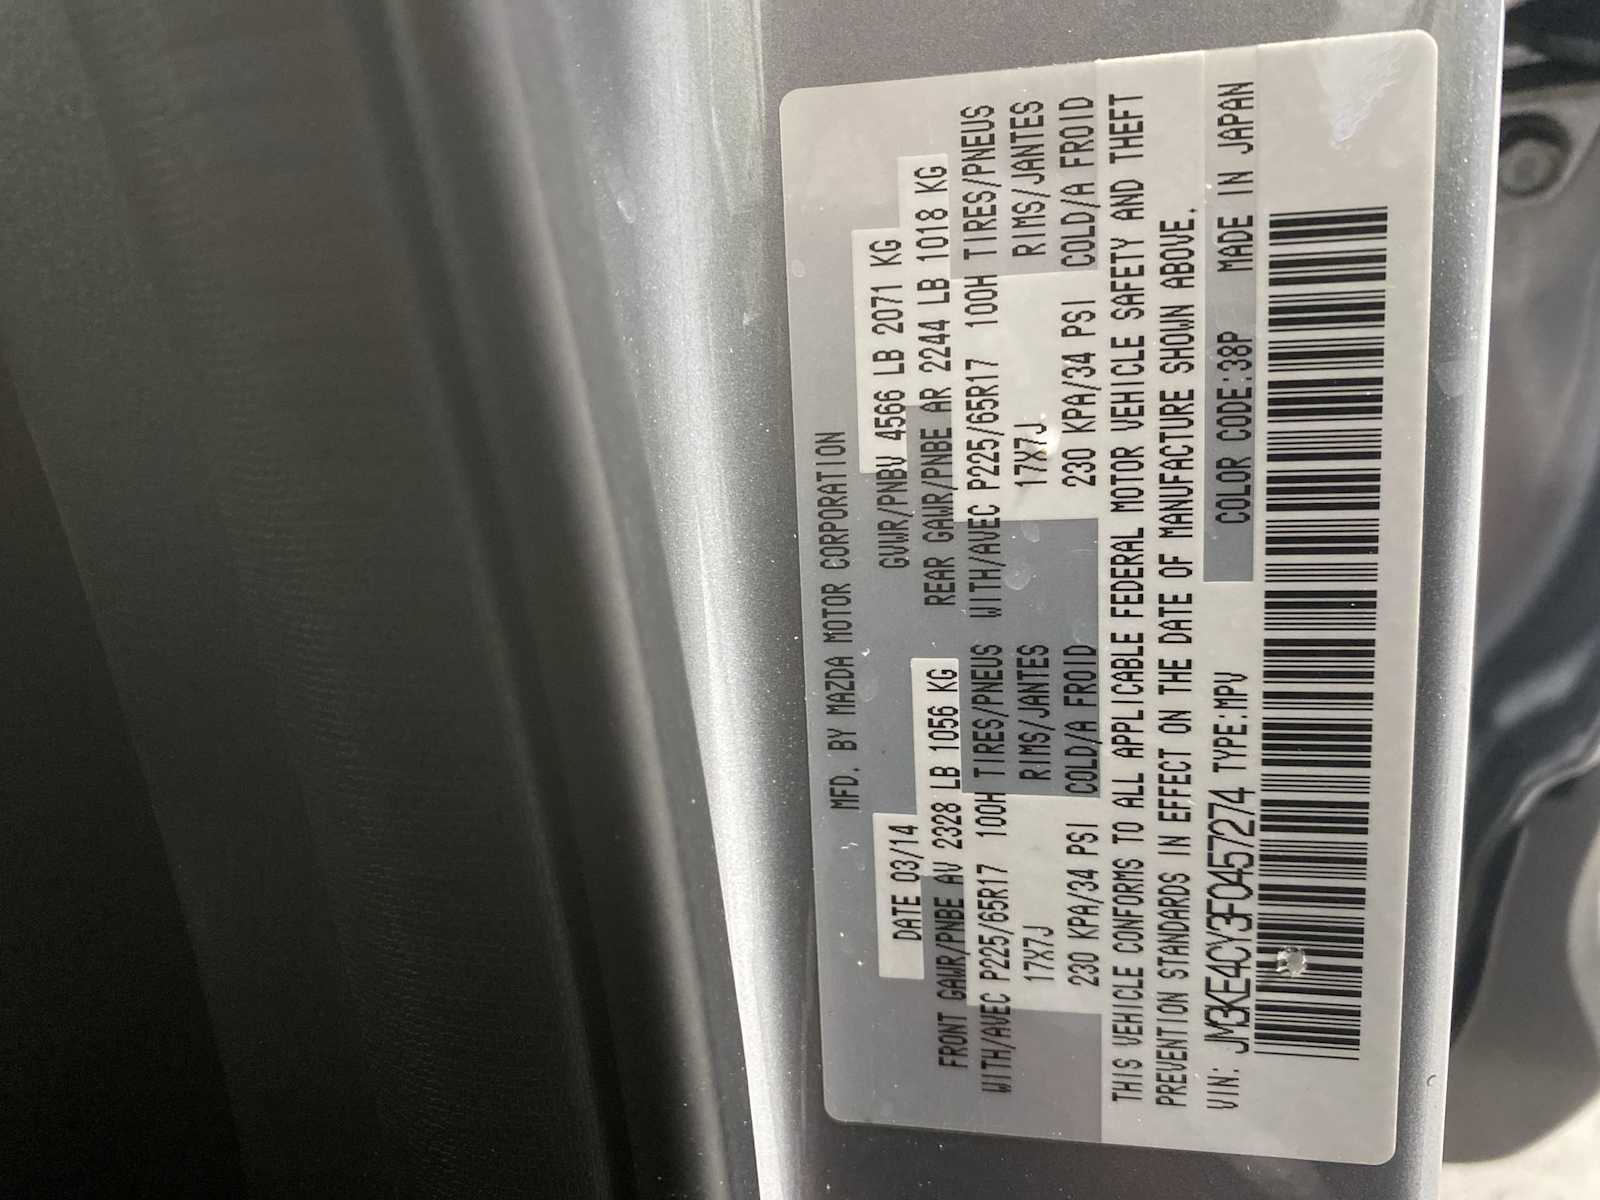 MFD. BY MAZDA MOTOR CORPORATION
DATE 03/14 GVWR/PNBV 4566 LB 2071 KG
FRONT GAWR/PNBE AV 2328 LB 1056 KG REAR GAWR/PNBE AR 2244 LB 1018 KG
WITH/AVEC P225/65R17 100H TIRES/PNEUS WITH/AVEC P225/65R17 100H TIRES/PNEUS
17X7J RIMS/JANTES 17X7J RIMS/JANTES
230 KPA/34 PSI COLD/A FROID 230 KPA/34 PSI COLD/A FROID
THIS VEHICLE CONFORMS TO ALL APPLICABLE FEDERAL MOTOR VEHICLE SAFETY AND THEFT
PREVENTION STANDARDS IN EFFECT ON THE DATE OF MANUFACTURE SHOWN ABOVE.
VIN: JM3KE4CY3F0457274 TYPE:MPV COLOR CODE:38P MADE IN JAPAN